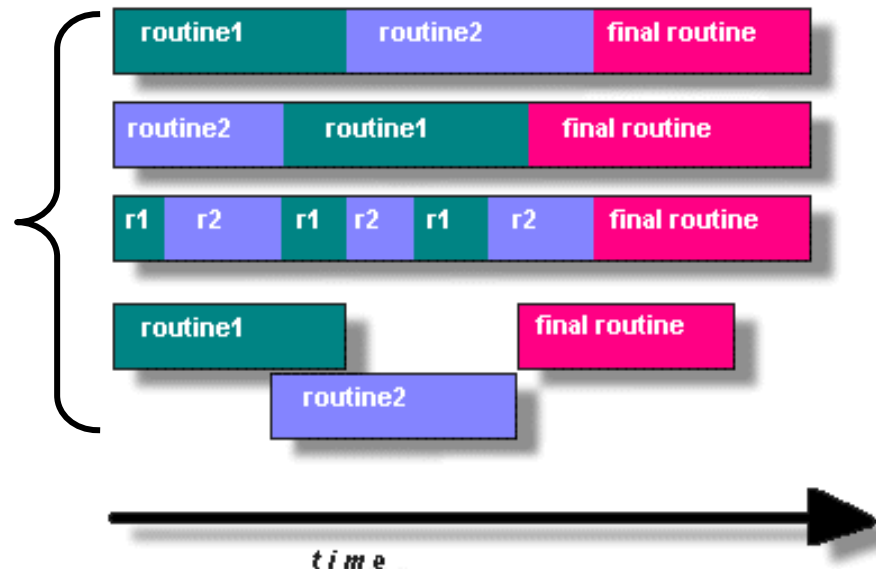 routine1 routine2 final routine
routine2 routine1 final routine
r1 r2 r1 r2 r1 r2 final routine
routine1 final routine
routine2
time